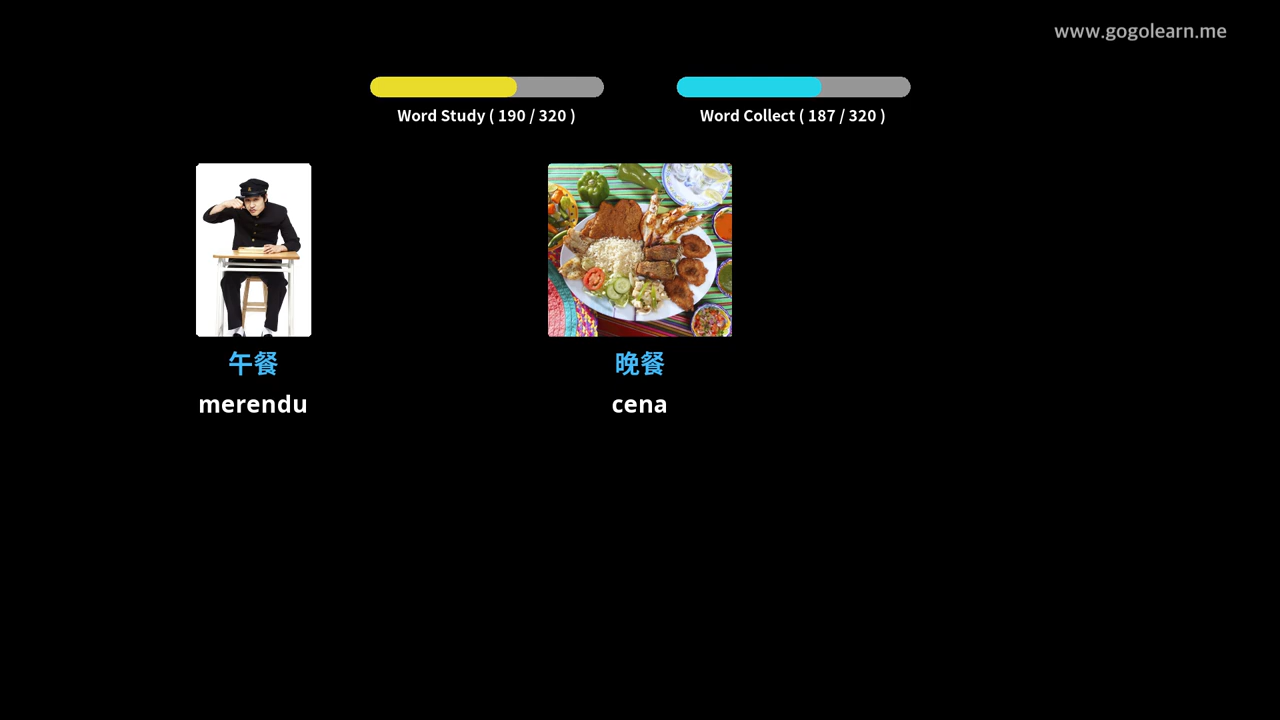 www.gogolearn.me
Word Study ( 190 / 320 )
Word Collect ( 187 / 320 )
午餐
晚餐
merendu
cena